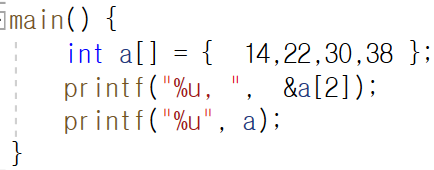 main() {
int a[] = {  14,22,30,38 };
printf("%u, ",  &a[2]);
printf("%u", a);
}